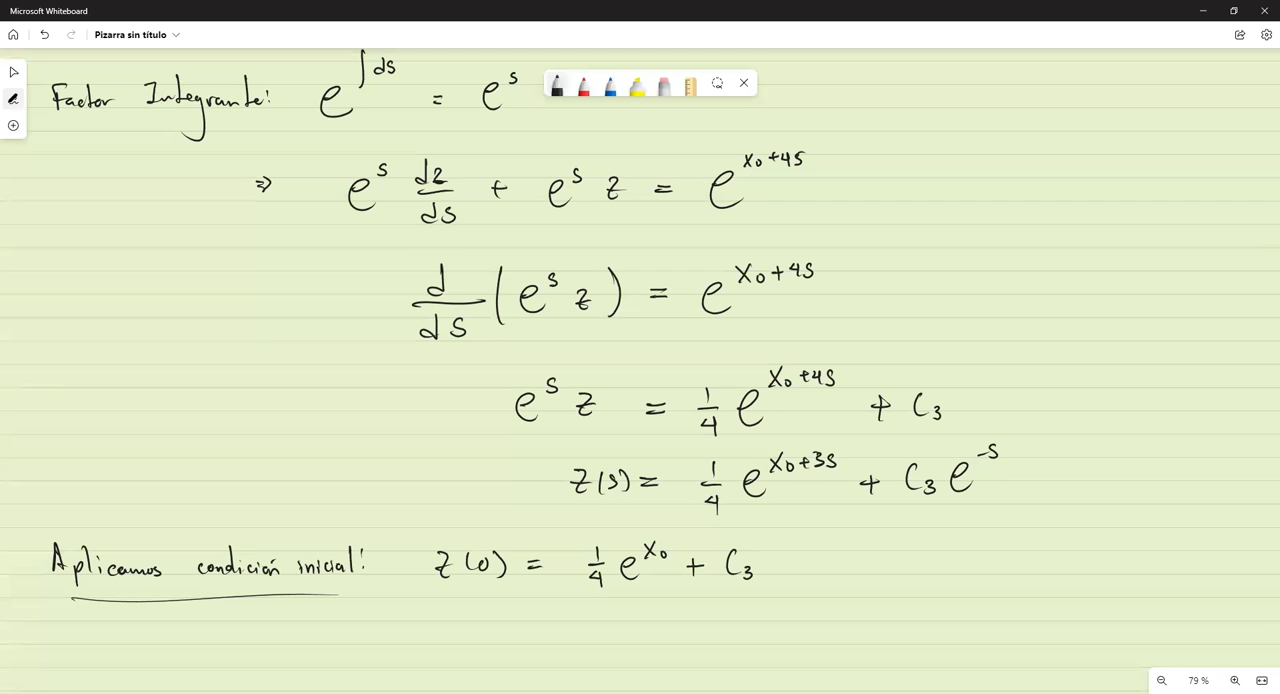 Microsoft Whiteboard
Pizarra sin título
Factor Integrante: e^{∫ds} = e^s
⇒ e^s dz/ds + e^s z = e^{x₀+4s}
d/ds (e^s z) = e^{x₀+4s}
e^s z = 1/4 e^{x₀+4s} + C₃
z(s) = 1/4 e^{x₀+3s} + C₃ e^{-s}
Aplicamos condición inicial: z(0) = 1/4 e^{x₀} + C₃
79 %